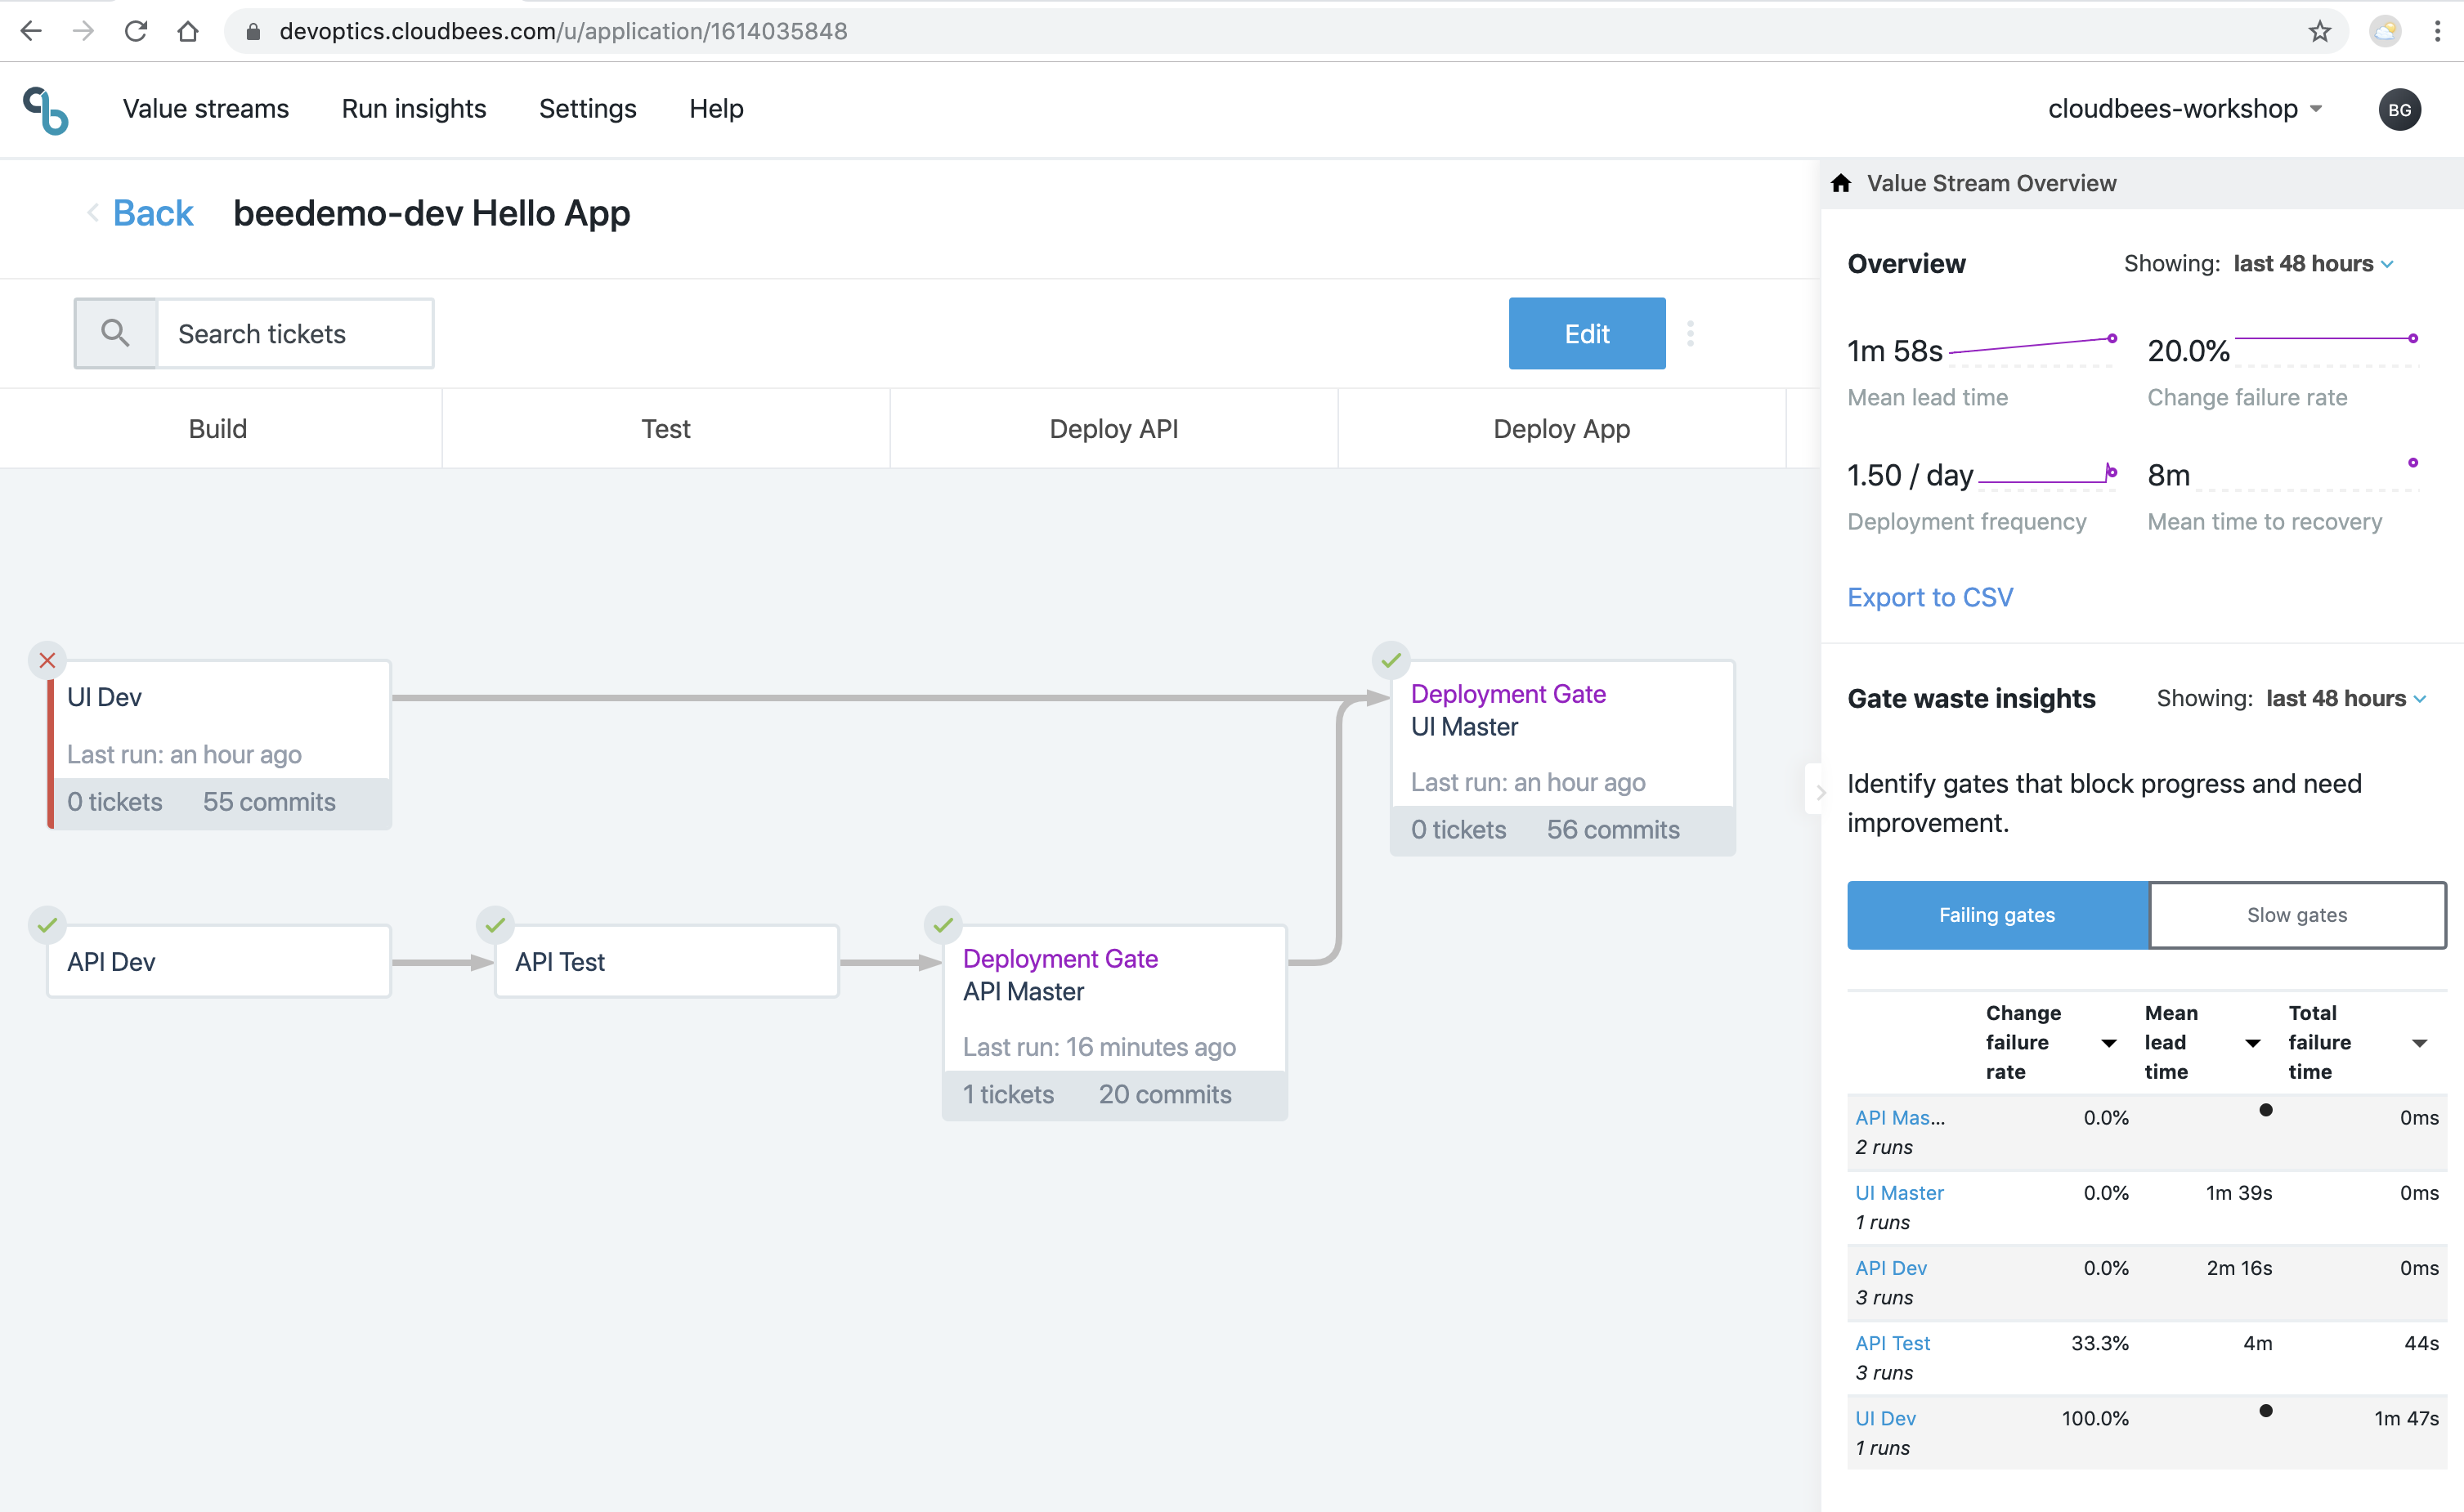 devoptics.cloudbees.com/u/application/1614035848
Value streams Run insights Settings Help cloudbees-workshop BG
Back beedemo-dev Hello App
Search tickets Edit
Build Test Deploy API Deploy App
UI Dev
Last run: an hour ago
0 tickets 55 commits
Deployment Gate
UI Master
Last run: an hour ago
0 tickets 56 commits
API Dev
API Test
Deployment Gate
API Master
Last run: 16 minutes ago
1 tickets 20 commits
Value Stream Overview
Overview Showing: last 48 hours
1m 58s 20.0%
Mean lead time Change failure rate
1.50 / day 8m
Deployment frequency Mean time to recovery
Export to CSV
Gate waste insights Showing: last 48 hours
Identify gates that block progress and need
improvement.
Failing gates Slow gates
Change failure rate Mean lead time Total failure time
API Mas... 0.0% 0ms
2 runs
UI Master 0.0% 1m 39s 0ms
1 runs
API Dev 0.0% 2m 16s 0ms
3 runs
API Test 33.3% 4m 44s
3 runs
UI Dev 100.0% 1m 47s
1 runs